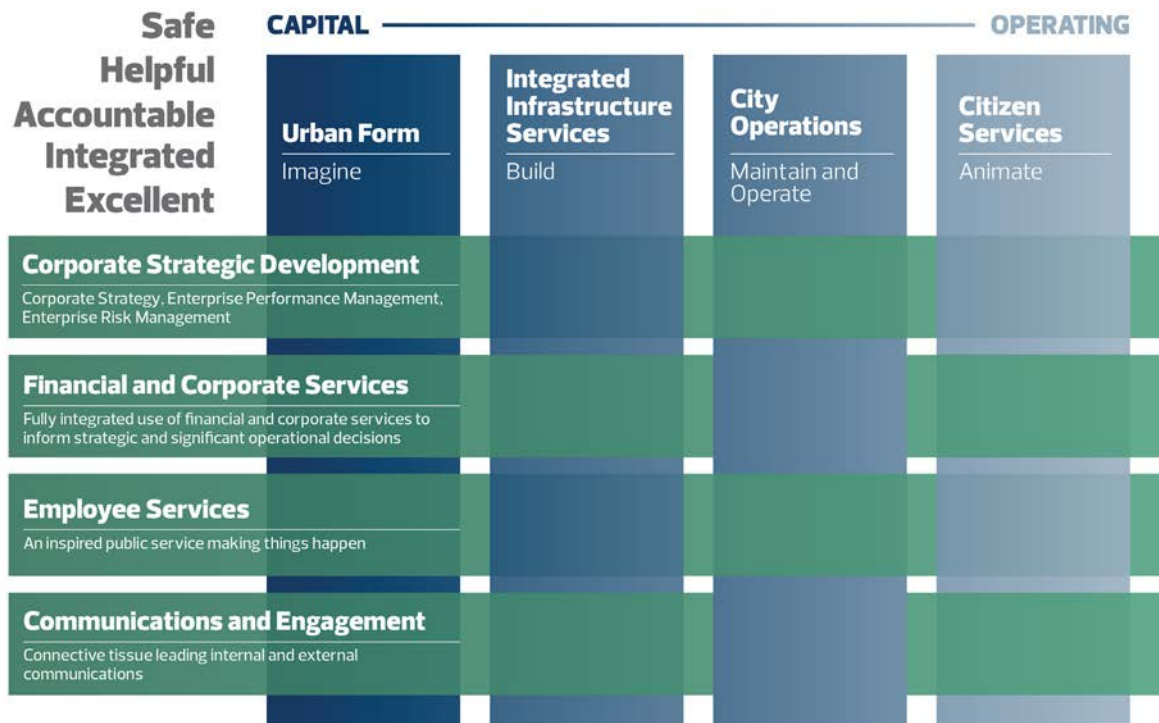 Safe
Helpful
Accountable
Integrated
Excellent
CAPITAL
OPERATING
Urban Form
Imagine
Integrated
Infrastructure
Services
Build
City
Operations
Maintain and
Operate
Citizen
Services
Animate
Corporate Strategic Development
Corporate Strategy, Enterprise Performance Management,
Enterprise Risk Management
Financial and Corporate Services
Fully integrated use of financial and corporate services to
inform strategic and significant operational decisions
Employee Services
An inspired public service making things happen
Communications and Engagement
Connective tissue leading internal and external
communications